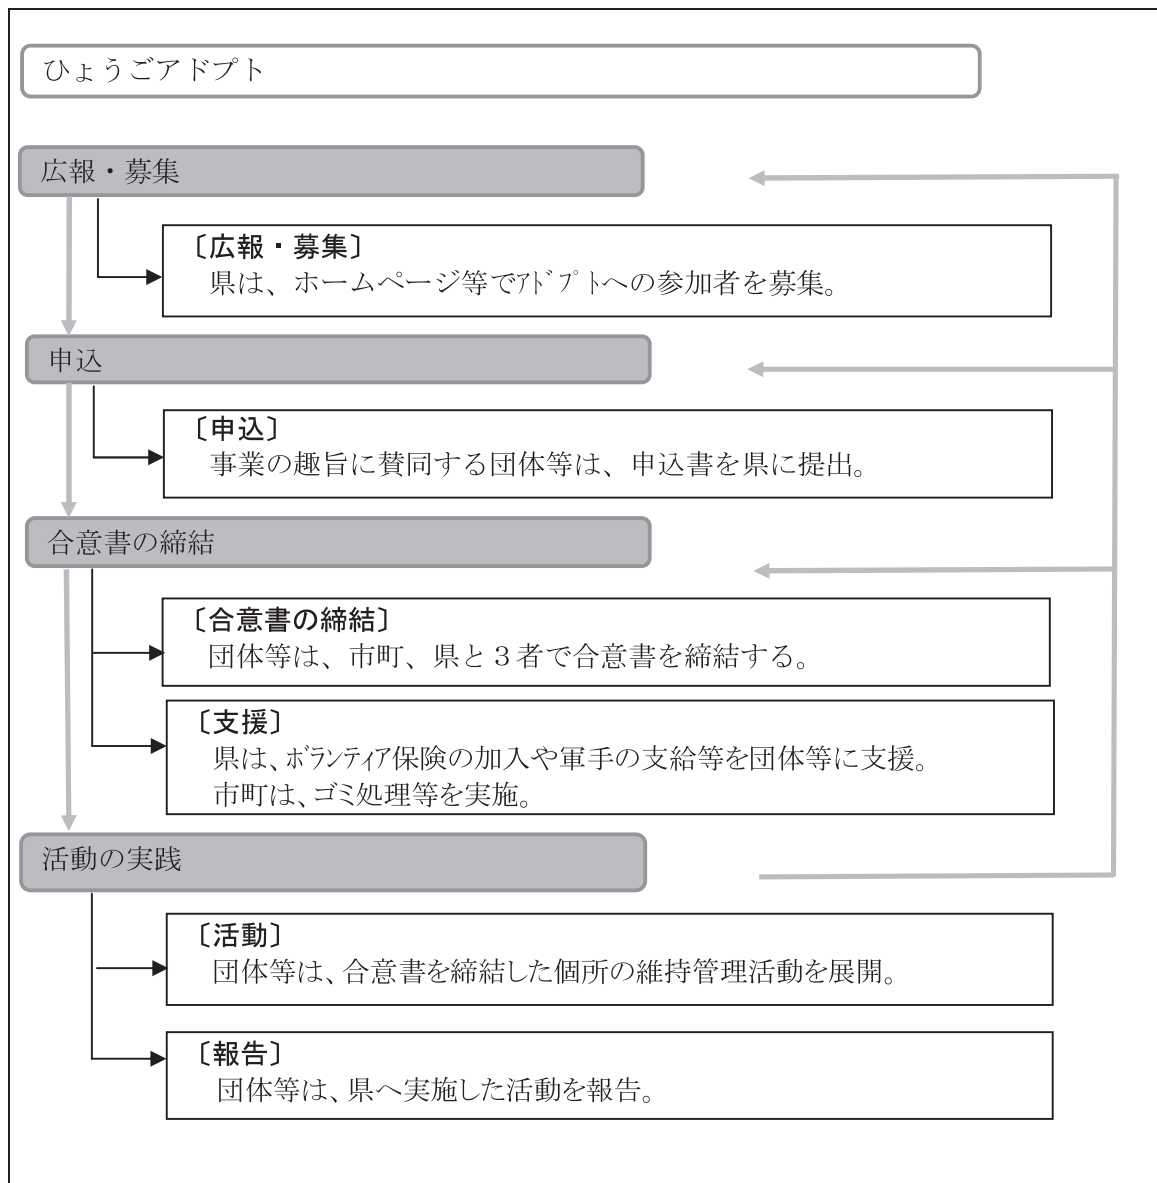 ひょうごアドプト
広報・募集
〔広報・募集〕
県は、ホームページ等でｱﾄﾞﾌﾟﾄへの参加者を募集。
申込
〔申込〕
事業の趣旨に賛同する団体等は、申込書を県に提出。
合意書の締結
〔合意書の締結〕
団体等は、市町、県と３者で合意書を締結する。
〔支援〕
県は、ﾎﾞﾗﾝﾃｨｱ保険の加入や軍手の支給等を団体等に支援。
市町は、ゴミ処理等を実施。
活動の実践
〔活動〕
団体等は、合意書を締結した個所の維持管理活動を展開。
〔報告〕
団体等は、県へ実施した活動を報告。